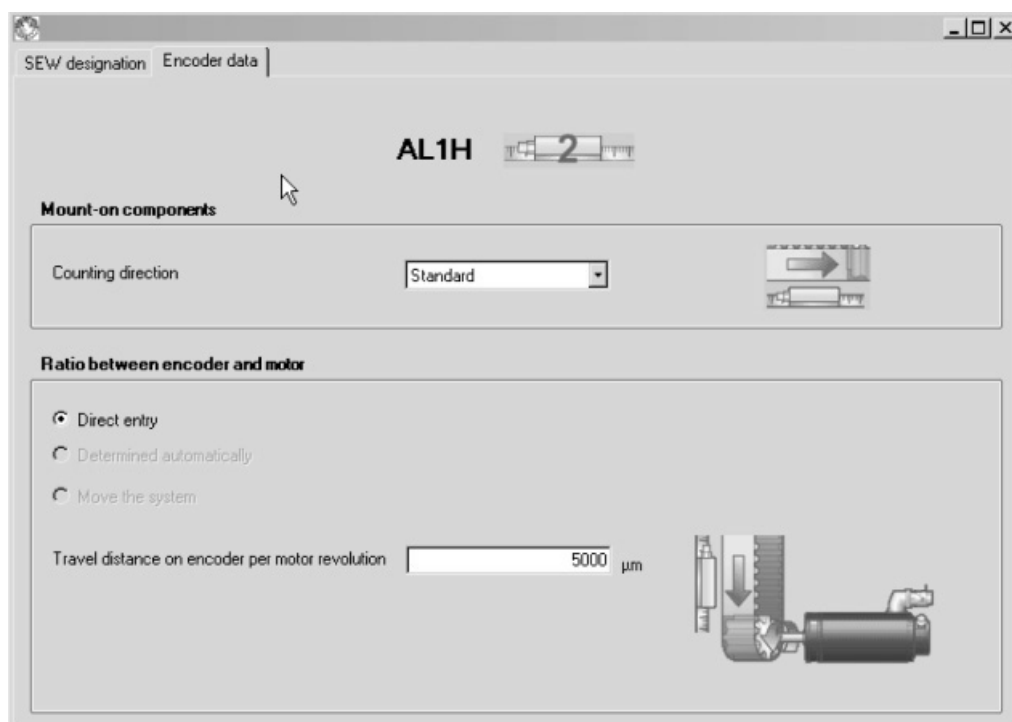 SEW designation Encoder data
AL1H 2
Mount-on components
Counting direction Standard
Ratio between encoder and motor
Direct entry
Determined automatically
Move the system
Travel distance on encoder per motor revolution 5000 µm